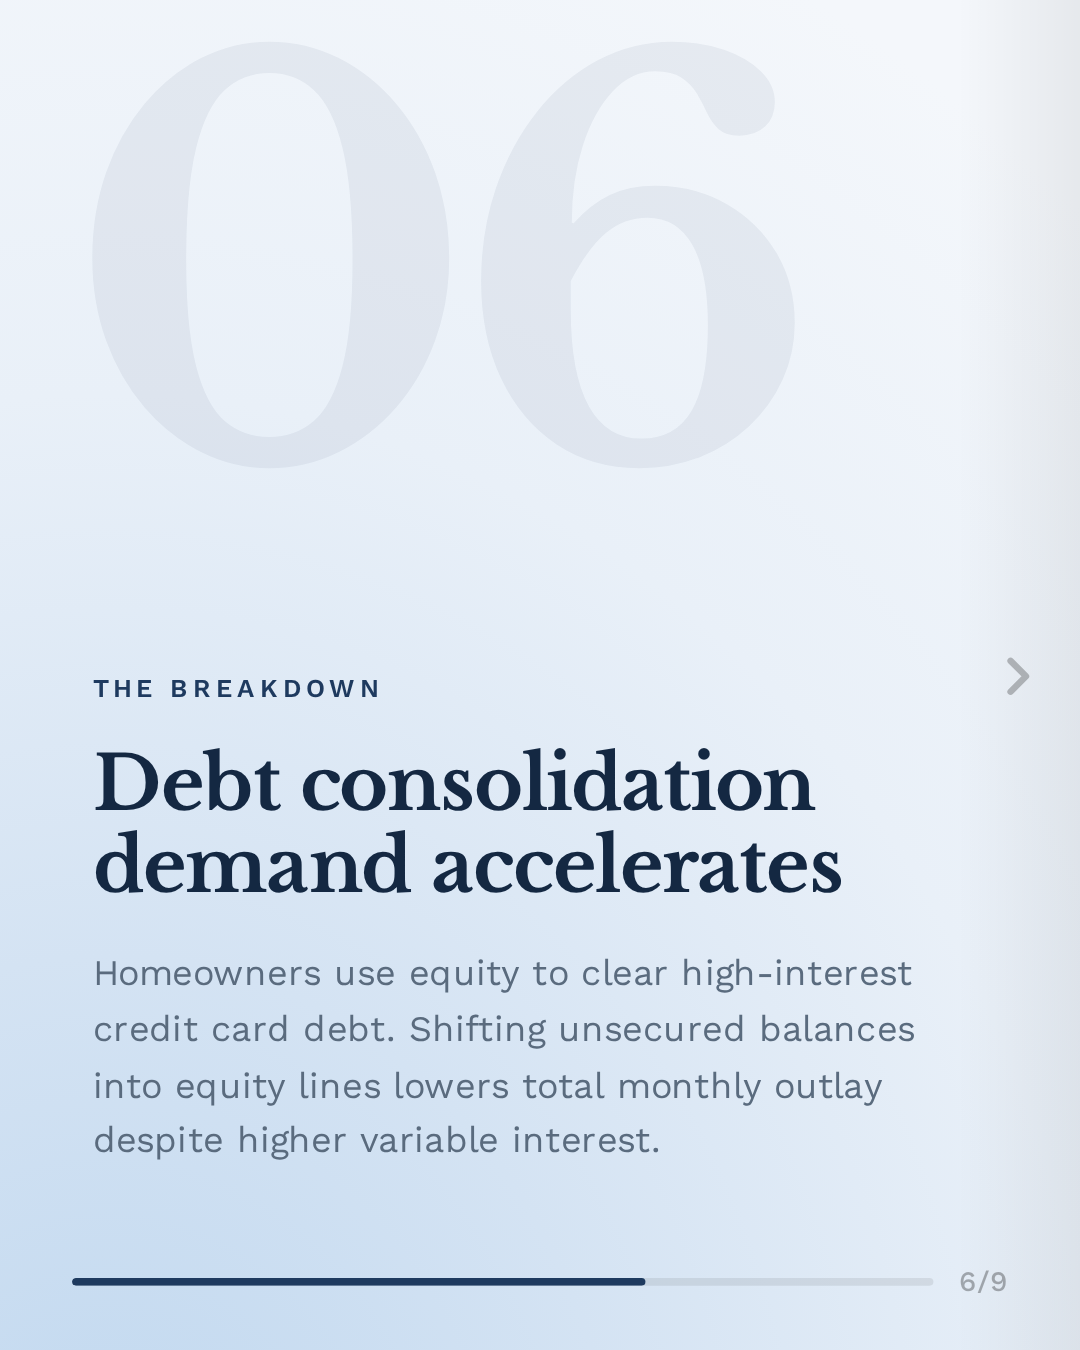 06
THE BREAKDOWN
Debt consolidation
demand accelerates
Homeowners use equity to clear high-interest
credit card debt. Shifting unsecured balances
into equity lines lowers total monthly outlay
despite higher variable interest.
6/9